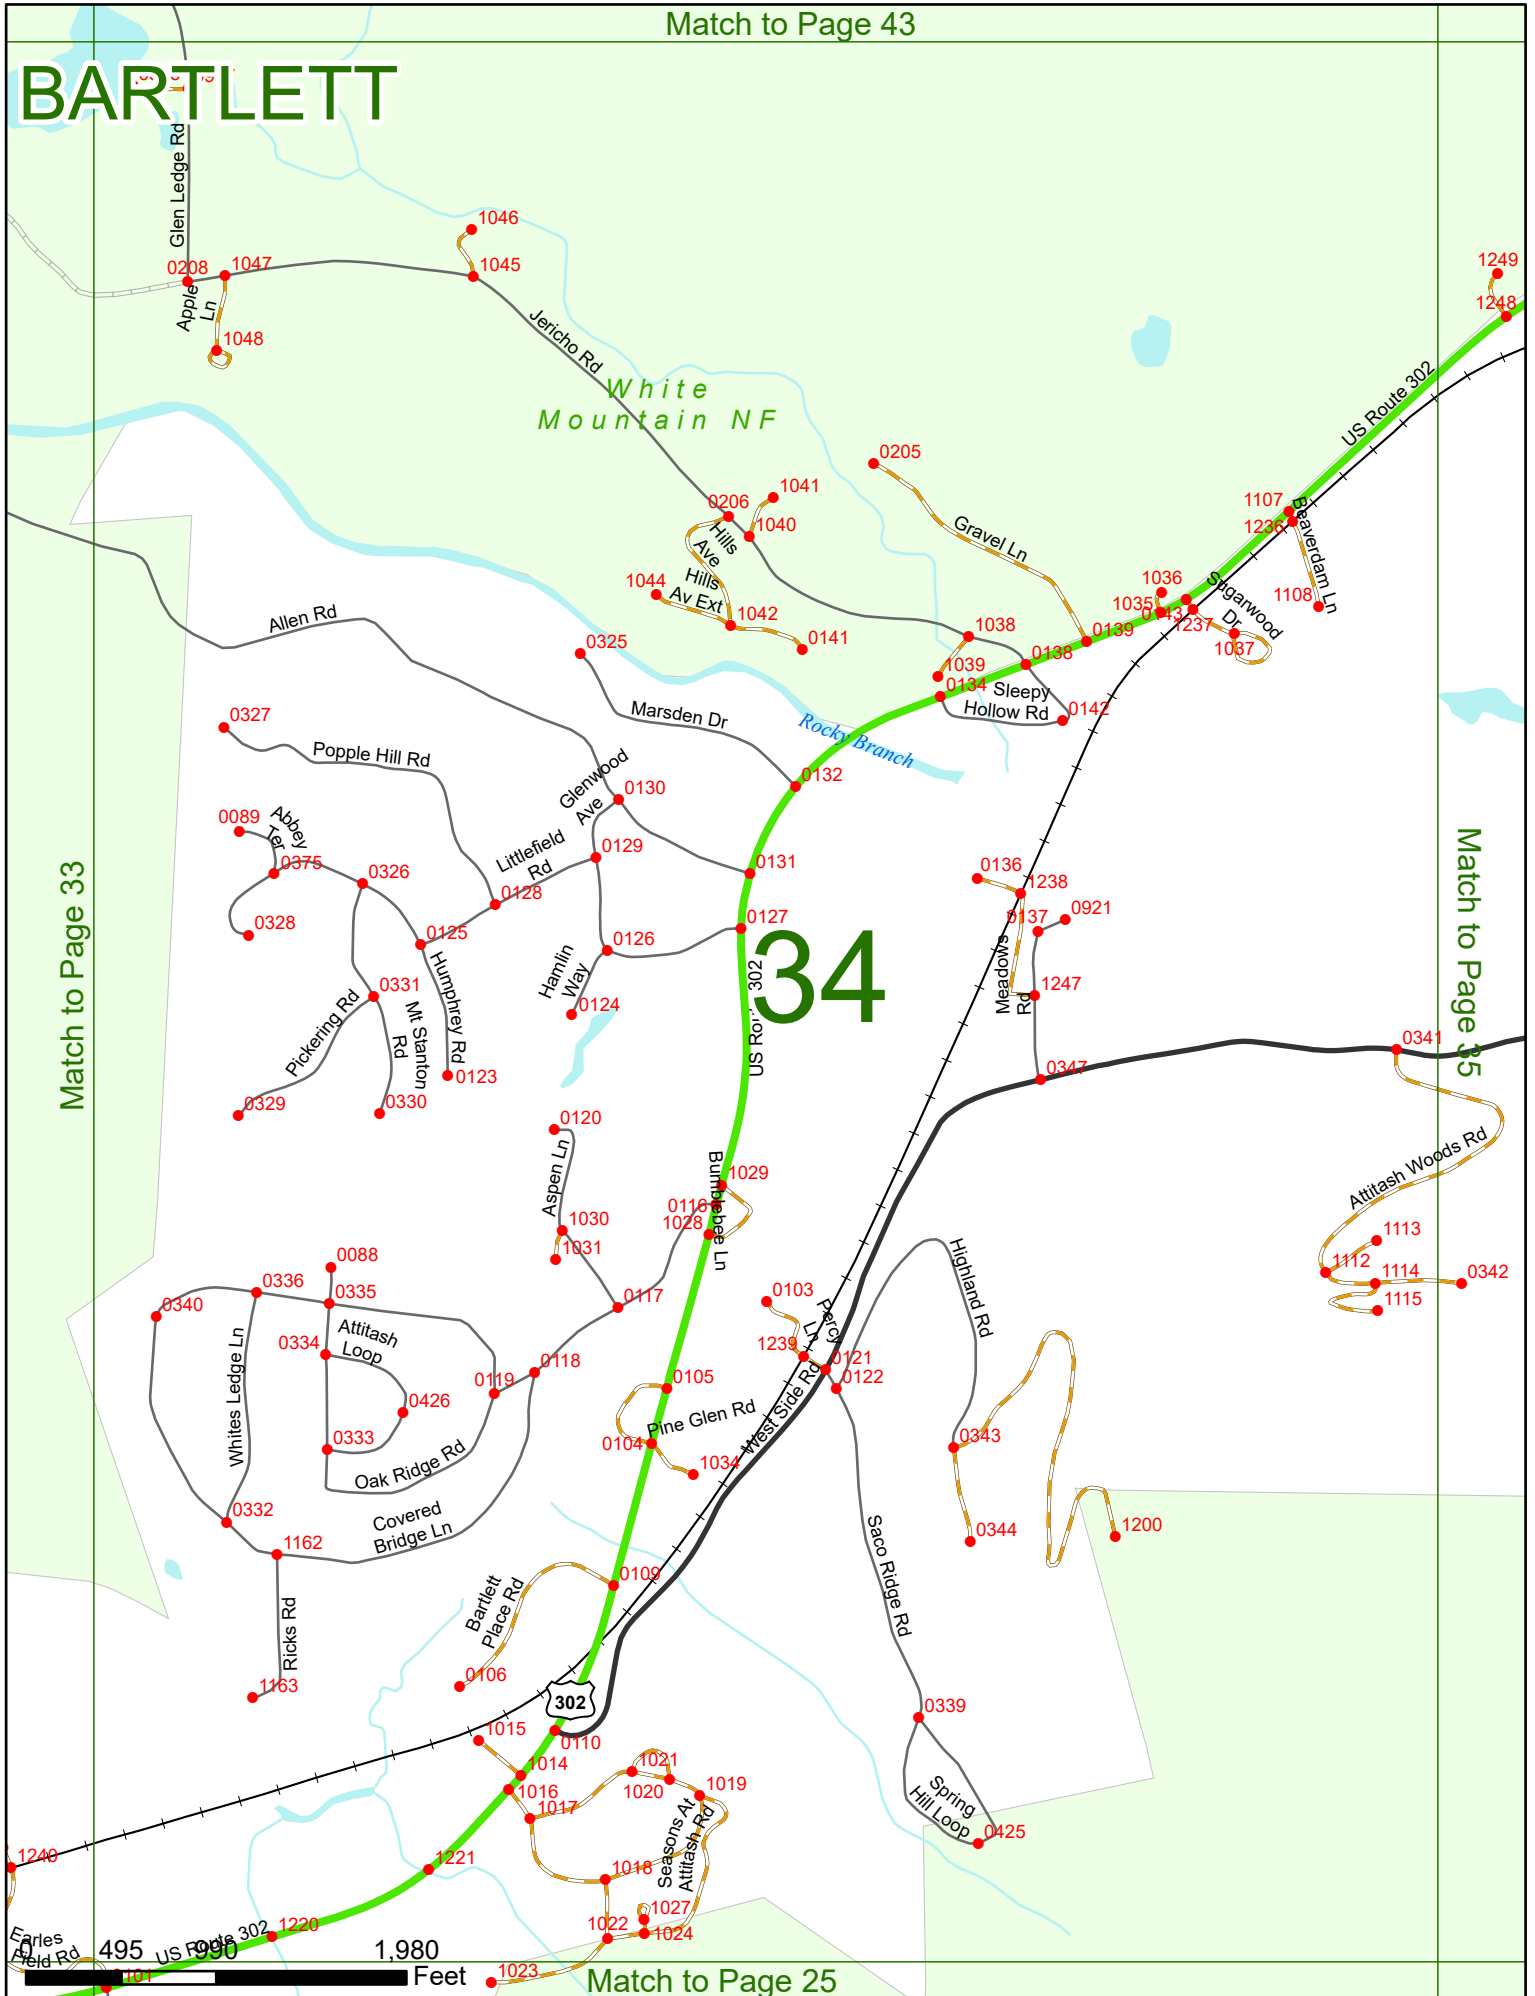 Match to Page 43
BARTLETT
Glen Ledge Rd
1046
0208
1047
1045
1249
Apple
Ln
1048
1248
Jericho Rd
White
Mountain NF
US Route 302
0205
1041
0206
1040
1107
1236
Beaverdam Ln
Hills
Ave
Gravel Ln
1044
Hills
Av Ext
1042
0141
1036
1035
0143
1237
Sugarwood
Dr
1037
1108
Allen Rd
0325
1038
0138
0139
1039
0134
Sleepy
Hollow Rd
0142
0327
Marsden Dr
Rocky Branch
Popple Hill Rd
0132
Glenwood
Ave
0130
0089
Abbey
Ter
0375
0326
Littlefield
Rd
0129
0131
0128
0136
1238
Match to Page 33
Match to Page 35
0328
0125
0127
0137
0921
34
Hamlin
Way
0126
Humphrey Rd
0331
0124
US Route 302
Meadows
Rd
1247
Pickering Rd
Mt Stanton
Rd
0123
0341
0347
0329
0330
0120
Aspen Ln
Attitash Woods Rd
Bumblebee Ln
1029
0116
1028
1030
1031
1113
1112
1114
0342
1115
Highland Rd
0088
0336
0335
0340
0117
0103
Percy
Ln
Attitash
Loop
0334
1239
0121
0122
Whites Ledge Ln
0118
0119
0105
0426
Pine Glen Rd
West Side Rd
0333
0104
0343
1034
Oak Ridge Rd
0332
Covered
Bridge Ln
1162
Saco Ridge Rd
0344
1200
0109
Bartlett
Place Rd
Ricks Rd
1163
0106
302
0339
1015
0110
1014
1021
1020
1019
1016
1017
Spring
Hill Loop
0425
Seasons At
Attitash Rd
1240
1221
1018
1027
1022
1024
1220
Earles
Field Rd
US Route 302
0 495 990 1,980
Feet
0101
1023
Match to Page 25